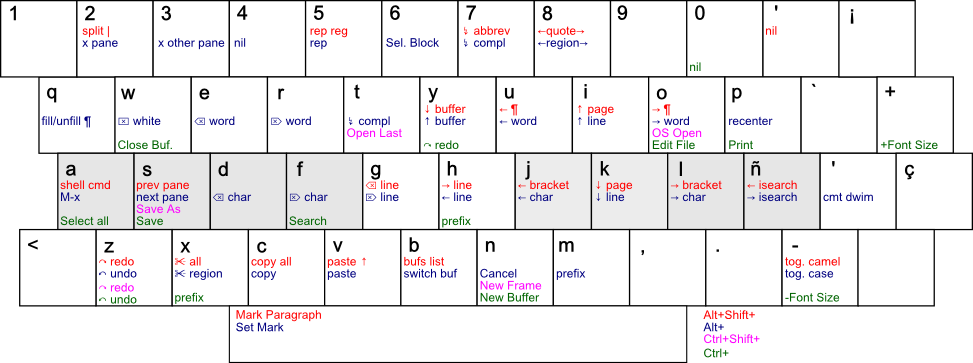 1
2
split |
x pane
3
x other pane
4
nil
5
rep reg
rep
6
Sel. Block
7
↳ abbrev
↳ compl
8
←quote→
←region→
9
0
nil
'
nil
¡
q
fill/unfill ¶
w
⌧ white
Close Buf.
e
⌫ word
r
⌦ word
t
↳ compl
Open Last
y
↓ buffer
↑ buffer
↷ redo
u
← ¶
← word
i
↑ page
↑ line
o
→ ¶
→ word
OS Open
Edit File
p
recenter
Print
`
+
+Font Size
a
shell cmd
M-x
Select all
s
prev pane
next pane
Save As
Save
d
⌫ char
f
⌦ char
Search
g
⌫ line
⌦ line
h
→ line
← line
prefix
j
← bracket
← char
k
↓ page
↓ line
l
→ bracket
→ char
ñ
← isearch
→ isearch
'
cmt dwim
ç
<
z
↷ redo
↶ undo
↷ redo
↶ undo
x
✂ all
✂ region
prefix
c
copy all
copy
v
paste ↑
paste
b
bufs list
switch buf
n
Cancel
New Frame
New Buffer
m
prefix
,
.
-
tog. camel
tog. case
-Font Size
Mark Paragraph
Set Mark
Alt+Shift+
Alt+
Ctrl+Shift+
Ctrl+